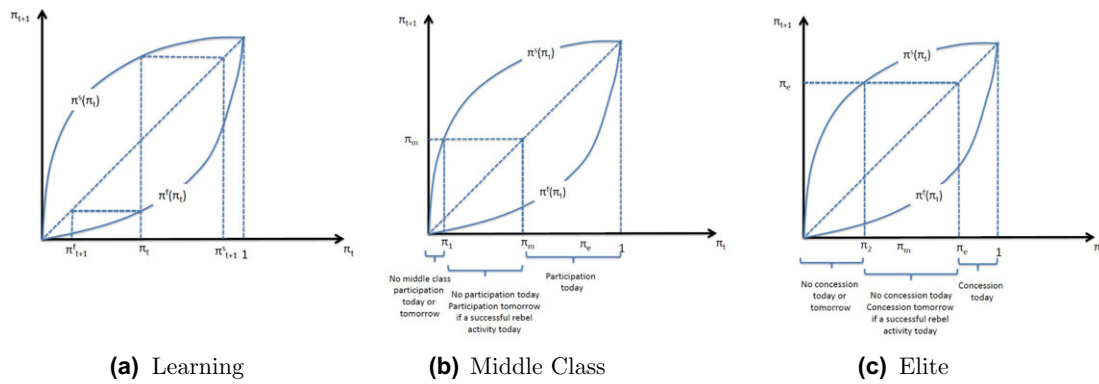 π_{t+1}
π^s(π_t)
π^f(π_t)
π^f_{t+1}
π_t
π^s_{t+1}
1
π_t
(a) Learning
π_{t+1}
π^s(π_t)
π_m
π^f(π_t)
π_1
π_m
π_e
1
π_t
No middle class
participation
today or
tomorrow
No participation today
Participation tomorrow
if a successful rebel
activity today
Participation
today
(b) Middle Class
π_{t+1}
π^s(π_t)
π_e
π^f(π_t)
π_2
π_m
π_e
1
π
No concession
today or
tomorrow
No concession today
Concession tomorrow
if a successful rebel
activity today
Concession
today
(c) Elite